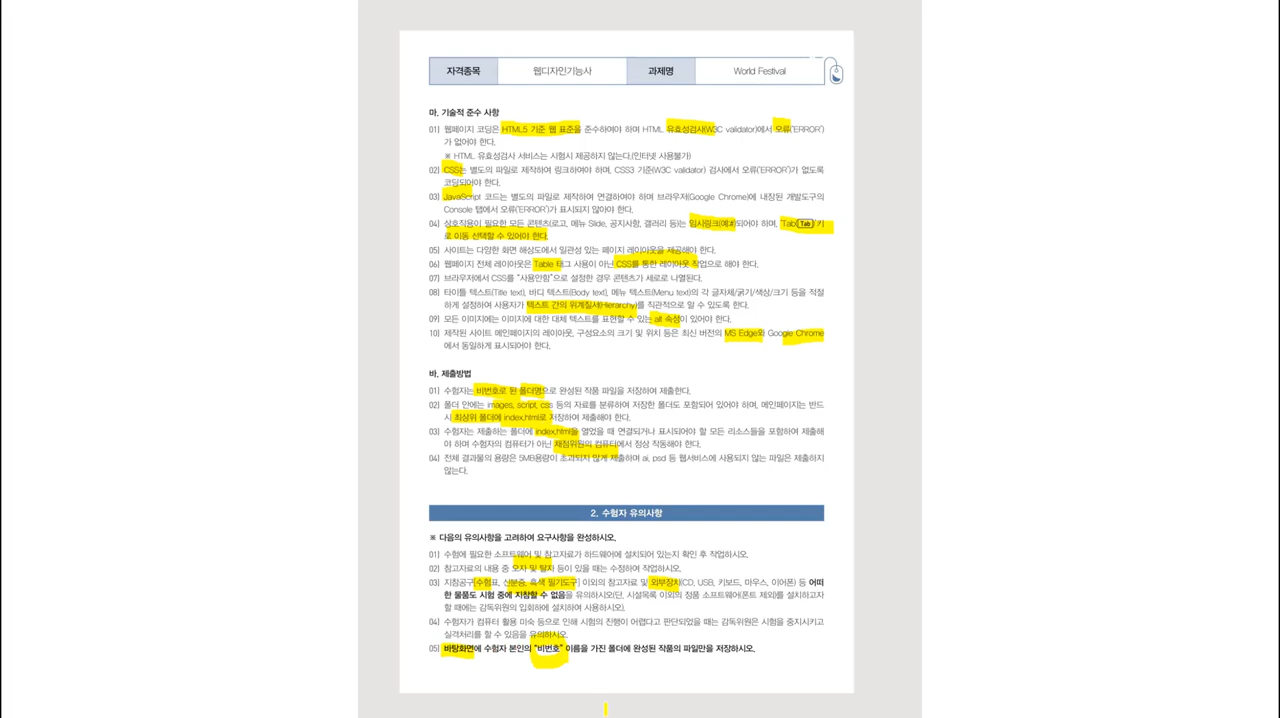 자격종목 웹디자인기능사 과제명 World Festival
마. 기술적 준수 사항
01) 웹페이지 코딩은 HTML5 기준 웹 표준을 준수하여야 하며 HTML 유효성검사(W3C validator)에서 오류('ERROR')
가 없어야 한다.
※ HTML 유효성검사 서비스는 시험시 제공하지 않는다.(인터넷 사용불가)
02) CSS는 별도의 파일로 제작하여 링크하여야 하며, CSS3 기준(W3C validator) 검사에서 오류('ERROR')가 없도록
코딩되어야 한다.
03) JavaScript 코드는 별도의 파일로 제작하여 연결하여야 하며 브라우저(Google Chrome)에 내장된 개발도구의
Console 탭에서 오류('ERROR')가 표시되지 않아야 한다.
04) 상호작용이 필요한 모든 콘텐츠(로고, 메뉴 Slide, 공지사항, 갤러리 등)는 임시링크(예:#)되어야 하며, "Tab(Tab)"키
로 이동 선택할 수 있어야 한다.
05) 사이트는 다양한 화면 해상도에서 일관성 있는 페이지 레이아웃을 제공해야 한다.
06) 웹페이지 전체 레이아웃은 Table 태그 사용이 아닌 CSS를 통한 레이아웃 작업으로 해야 한다.
07) 브라우저에서 CSS를 "사용안함"으로 설정한 경우 콘텐츠가 세로로 나열된다.
08) 타이틀 텍스트(Title text), 바디 텍스트(Body text), 메뉴 텍스트(Menu text)의 각 글자체/굵기/색상/크기 등을 적절
하게 설정하여 사용자가 텍스트 간의 위계질서(Hierarchy)를 직관적으로 알 수 있도록 한다.
09) 모든 이미지에는 이미지에 대한 대체 텍스트를 표현할 수 있는 alt 속성이 있어야 한다.
10) 제작된 사이트 메인페이지의 레이아웃, 구성요소의 크기 및 위치 등은 최신 버전의 MS Edge와 Google Chrome
에서 동일하게 표시되어야 한다.
바. 제출방법
01) 수험자는 비번호로 된 폴더명으로 완성된 작품 파일을 저장하여 제출한다.
02) 폴더 안에는 images, script, css 등의 자료를 분류하여 저장한 폴더도 포함되어 있어야 하며, 메인페이지는 반드
시 최상위 폴더에 index.html로 저장하여 제출해야 한다.
03) 수험자는 제출하는 폴더에 index.html을 열었을 때 연결되거나 표시되어야 할 모든 리소스들을 포함하여 제출해
야 하며 수험자의 컴퓨터가 아닌 채점위원의 컴퓨터에서 정상 작동해야 한다.
04) 전체 결과물의 용량은 5MB용량이 초과되지 않게 제출하며 ai, psd 등 웹서비스에 사용되지 않는 파일은 제출하지
않는다.
2. 수험자 유의사항
※ 다음의 유의사항을 고려하여 요구사항을 완성하시오.
01) 수험에 필요한 소프트웨어 및 참고자료가 하드웨어에 설치되어 있는지 확인 후 작업하시오.
02) 참고자료의 내용 중 오자 및 탈자 등이 있을 때는 수정하여 작업하시오.
03) 지참공구[수험표, 신분증, 흑색 필기도구] 이외의 참고자료 및 외부장치(CD, USB, 키보드, 마우스, 이어폰) 등 어떠
한 물품도 시험 중에 지참할 수 없음을 유의하시오(단, 시설목록 이외의 정품 소프트웨어(폰트 제외)를 설치하고자
할 때에는 감독위원의 입회하에 설치하여 사용하시오).
04) 수험자가 컴퓨터 활용 미숙 등으로 인해 시험의 진행이 어렵다고 판단되었을 때는 감독위원은 시험을 중지시키고
실격처리를 할 수 있음을 유의하시오.
05) 바탕화면에 수험자 본인의 "비번호" 이름을 가진 폴더에 완성된 작품의 파일만을 저장하시오.